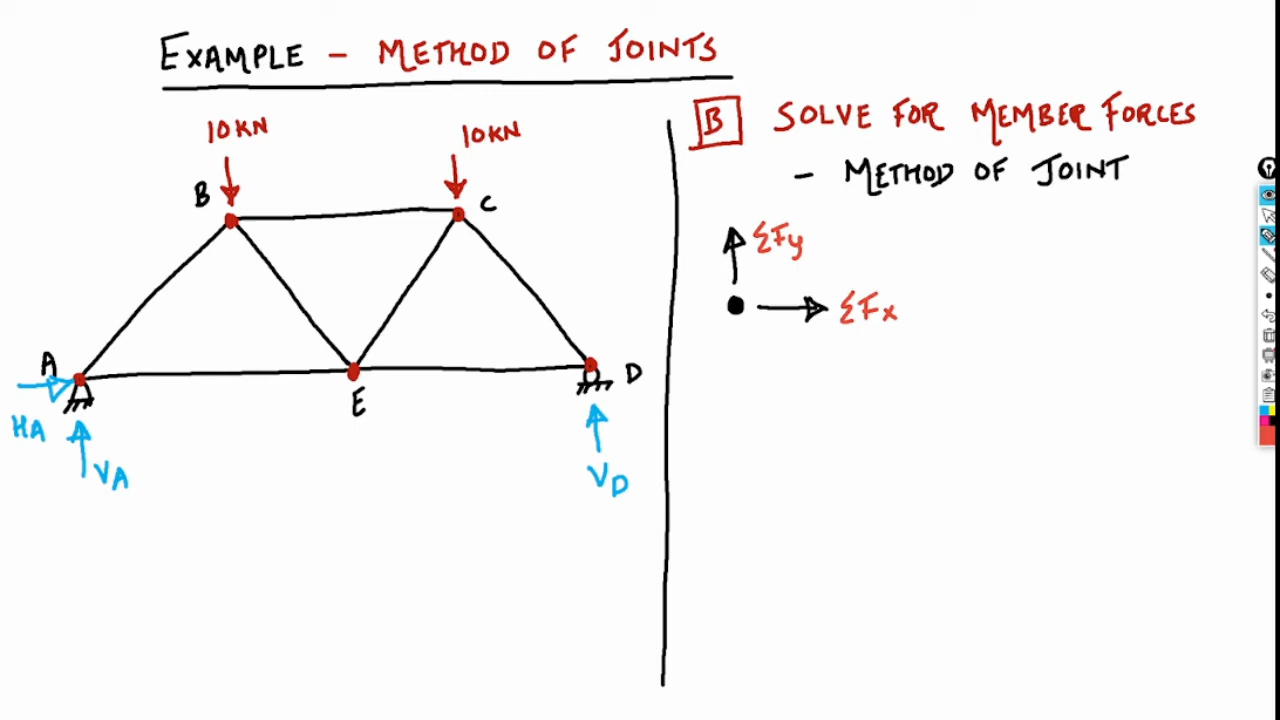 EXAMPLE - METHOD OF JOINTS
10KN
10KN
B
C
A
E
D
HA
VA
VD
B SOLVE FOR MEMBER FORCES
- METHOD OF JOINT
ΣFy
ΣFx